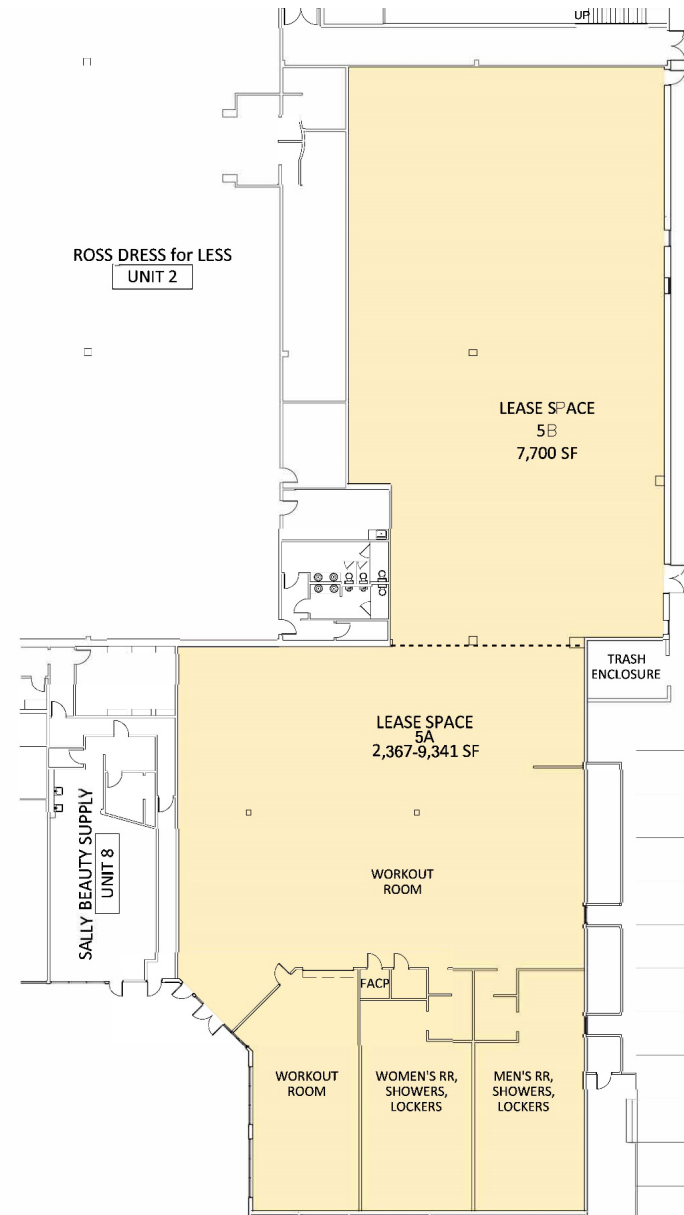 UP
ROSS DRESS for LESS
UNIT 2
LEASE SPACE
5B
7,700 SF
TRASH
ENCLOSURE
LEASE SPACE
5A
2,367-9,341 SF
SALLY BEAUTY SUPPLY
UNIT 8
WORKOUT
ROOM
FACP
WORKOUT
ROOM
WOMEN'S RR,
SHOWERS,
LOCKERS
MEN'S RR,
SHOWERS,
LOCKERS